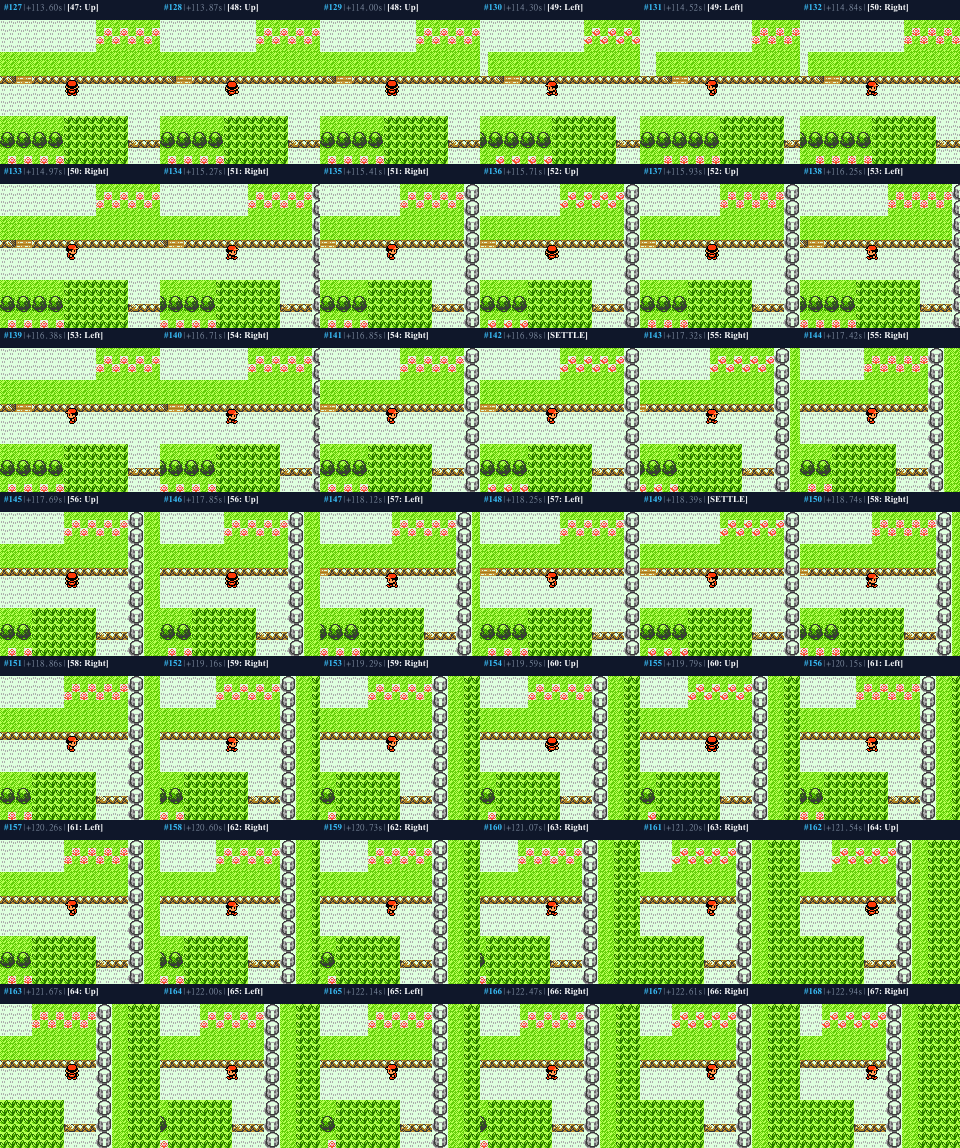 #127|+113.60s|[47: Up] #128|+113.87s|[48: Up] #129|+114.00s|[48: Up] #130|+114.30s|[49: Left] #131|+114.52s|[49: Left] #132|+114.84s|[50: Right]
#133|+114.97s|[50: Right] #134|+115.27s|[51: Right] #135|+115.41s|[51: Right] #136|+115.71s|[52: Up] #137|+115.93s|[52: Up] #138|+116.25s|[53: Left]
#139|+116.38s|[53: Left] #140|+116.71s|[54: Right] #141|+116.85s|[54: Right] #142|+116.98s|[SETTLE] #143|+117.32s|[55: Right] #144|+117.42s|[55: Right]
#145|+117.69s|[56: Up] #146|+117.85s|[56: Up] #147|+118.12s|[57: Left] #148|+118.25s|[57: Left] #149|+118.39s|[SETTLE] #150|+118.74s|[58: Right]
#151|+118.86s|[58: Right] #152|+119.16s|[59: Right] #153|+119.29s|[59: Right] #154|+119.59s|[60: Up] #155|+119.79s|[60: Up] #156|+120.15s|[61: Left]
#157|+120.26s|[61: Left] #158|+120.59s|[62: Right] #159|+120.73s|[62: Right] #160|+121.07s|[63: Right] #161|+121.20s|[63: Right] #162|+121.54s|[64: Up]
#163|+121.67s|[64: Up] #164|+122.00s|[65: Left] #165|+122.14s|[65: Left] #166|+122.47s|[66: Right] #167|+122.61s|[66: Right] #168|+122.94s|[67: Right]